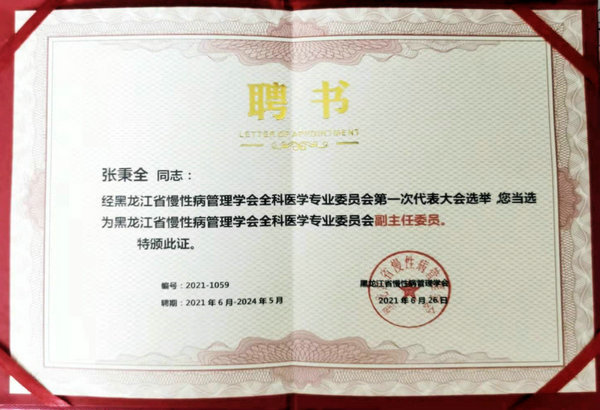 聘书
LETTER OF APPOINTMENT
张秉全 同志：
经黑龙江省慢性病管理学会全科医学专业委员会第一次代表大会选举，您当选
为黑龙江省慢性病管理学会全科医学专业委员会副主任委员。
特颁此证。
编号：2021-1059
聘期：2021年6月-2024年5月
黑龙江省慢性病管理学会
2021年6月26日